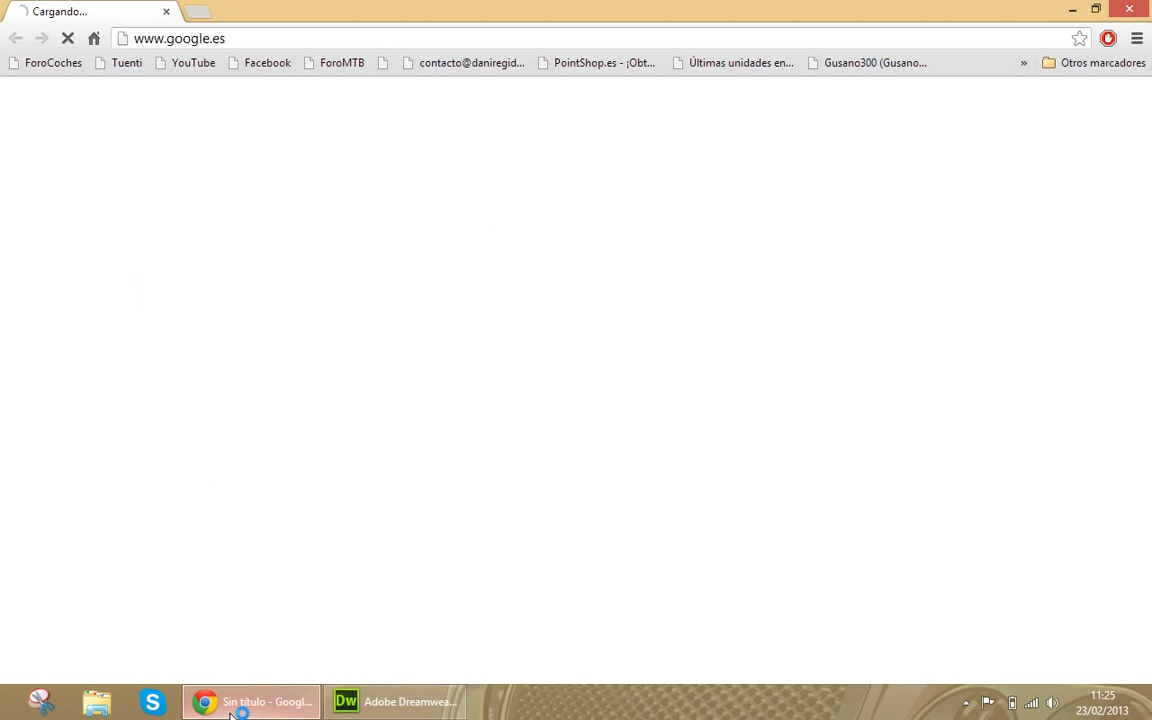 Cargando...
www.google.es
ForoCoches Tuenti YouTube Facebook ForoMTB contacto@daniregid... PointShop.es - ¡Obt... Últimas unidades en... Gusano300 (Gusano... » Otros marcadores
S Sin título - Googl... Dw Adobe Dreamwea...
11:25
23/02/2013